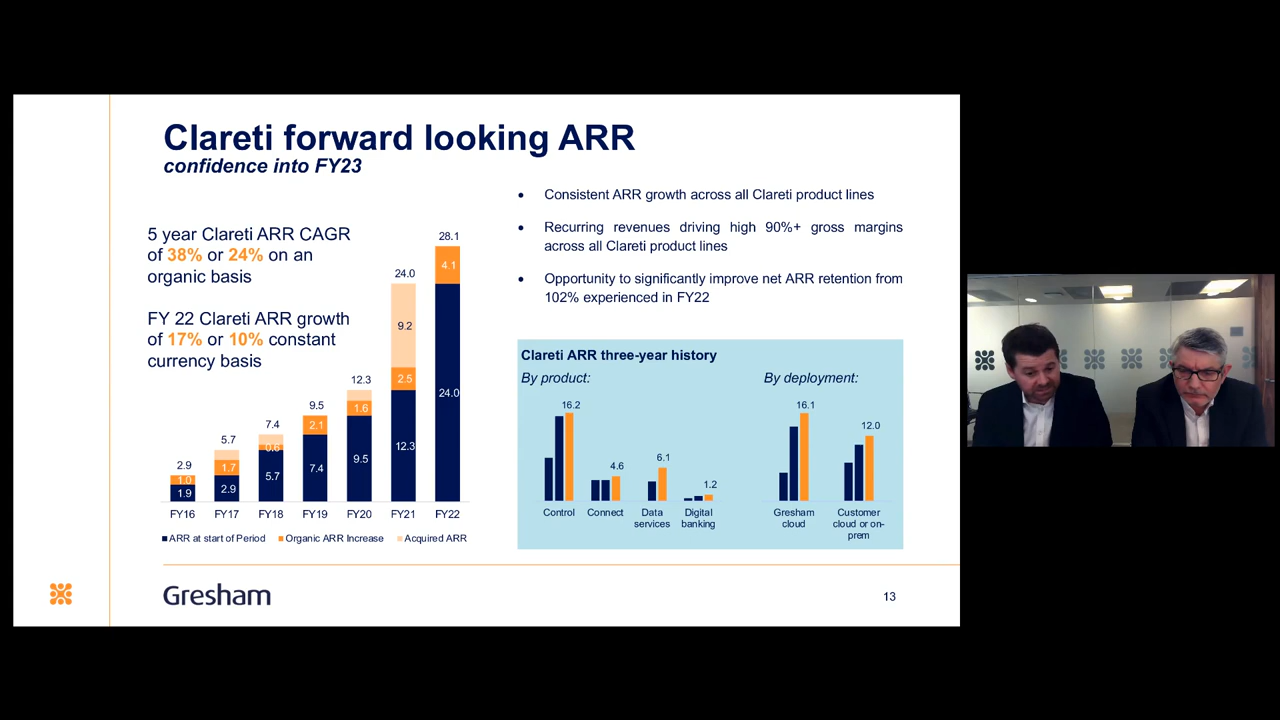 Clareti forward looking ARR
confidence into FY23
5 year Clareti ARR CAGR
of 38% or 24% on an
organic basis
FY 22 Clareti ARR growth
of 17% or 10% constant
currency basis
28.1
4.1
24.0
24.0
9.2
2.5
12.3
12.3
1.6
9.5
9.5
2.1
7.4
7.4
0.6
5.7
5.7
1.7
2.9
2.9
1.0
1.9
FY16 FY17 FY18 FY19 FY20 FY21 FY22
ARR at start of Period Organic ARR Increase Acquired ARR
• Consistent ARR growth across all Clareti product lines
• Recurring revenues driving high 90%+ gross margins
across all Clareti product lines
• Opportunity to significantly improve net ARR retention from
102% experienced in FY22
Clareti ARR three-year history
By product: By deployment:
16.2 4.6 6.1 1.2 16.1 12.0
Control Connect Data Digital Gresham Customer
services banking cloud cloud or on-
prem
Gresham
13